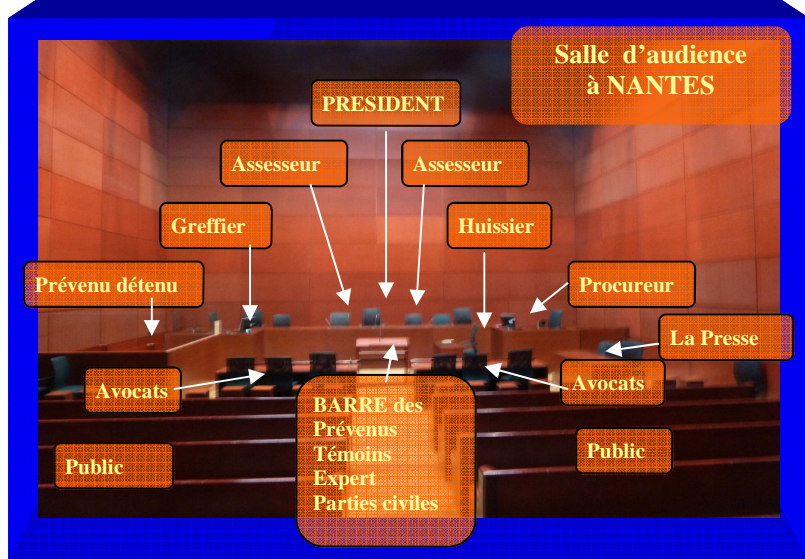 Salle d'audience
à NANTES
PRESIDENT
Assesseur
Assesseur
Greffier
Huissier
Prévenu détenu
Procureur
La Presse
Avocats
Avocats
BARRE des
Prévenus
Témoins
Expert
Parties civiles
Public
Public